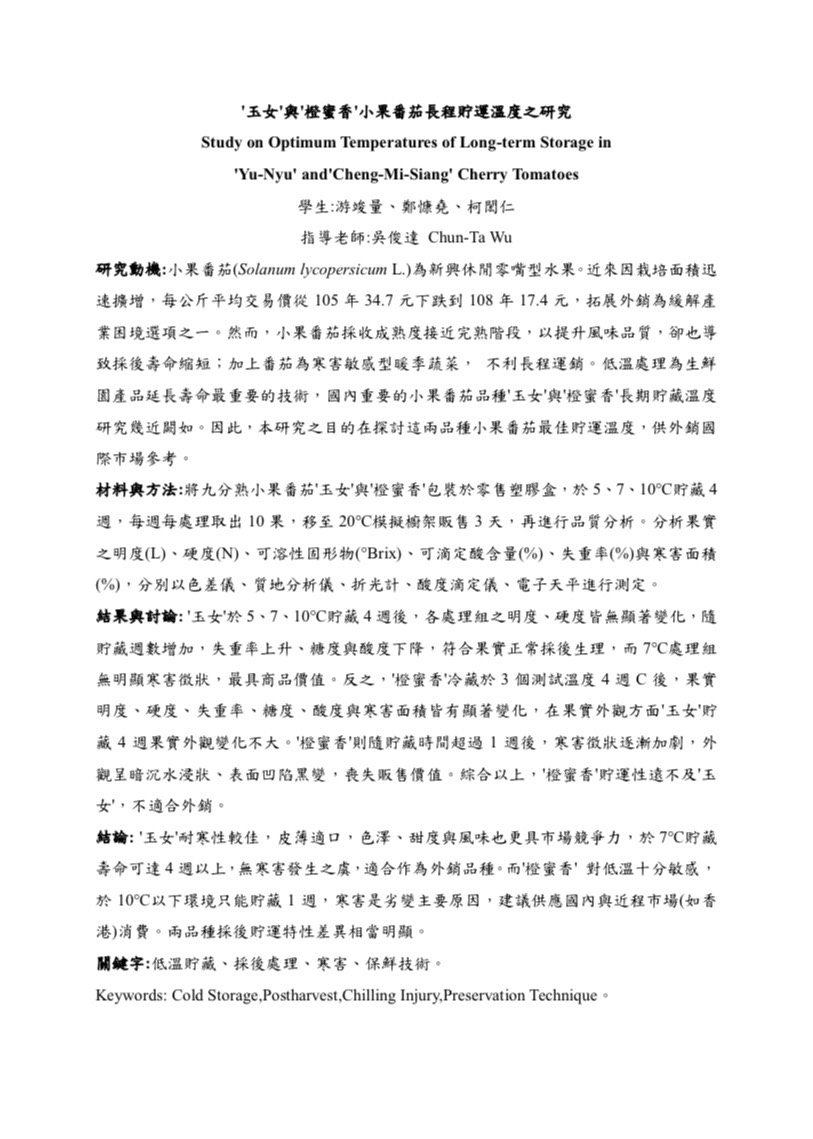 '玉女'與'橙蜜香'小果番茄長程貯運溫度之研究
Study on Optimum Temperatures of Long-term Storage in
'Yu-Nyu' and'Cheng-Mi-Siang' Cherry Tomatoes
學生:游竣量、鄭慷堯、柯閎仁
指導老師:吳俊達 Chun-Ta Wu
研究動機:小果番茄(Solanum lycopersicum L.)為新興休閒零嘴型水果。近來因栽培面積迅
速擴增，每公斤平均交易價從 105 年 34.7 元下跌到 108 年 17.4 元，拓展外銷為緩解產
業困境選項之一。然而，小果番茄採收成熟度接近完熟階段，以提升風味品質，卻也導
致採後壽命縮短；加上番茄為寒害敏感型暖季蔬菜， 不利長程運銷。低溫處理為生鮮
園產品延長壽命最重要的技術，國內重要的小果番茄品種'玉女'與'橙蜜香'長期貯藏溫度
研究幾近闕如。因此，本研究之目的在探討這兩品種小果番茄最佳貯運溫度，供外銷國
際市場參考。
材料與方法:將九分熟小果番茄'玉女'與'橙蜜香'包裝於零售塑膠盒，於 5、7、10℃貯藏 4
週，每週每處理取出 10 果，移至 20℃模擬櫥架販售 3 天，再進行品質分析。分析果實
之明度(L)、硬度(N)、可溶性固形物(°Brix)、可滴定酸含量(%)、失重率(%)與寒害面積
(%)，分別以色差儀、質地分析儀、折光計、酸度滴定儀、電子天平進行測定。
結果與討論: '玉女'於 5、7、10℃貯藏 4 週後，各處理組之明度、硬度皆無顯著變化，隨
貯藏週數增加，失重率上升、糖度與酸度下降，符合果實正常採後生理，而 7℃處理組
無明顯寒害徵狀，最具商品價值。反之，'橙蜜香'冷藏於 3 個測試溫度 4 週 C 後，果實
明度、硬度、失重率、糖度、酸度與寒害面積皆有顯著變化，在果實外觀方面'玉女'貯
藏 4 週果實外觀變化不大。'橙蜜香'則隨貯藏時間超過 1 週後，寒害徵狀逐漸加劇，外
觀呈暗沉水浸狀、表面凹陷黑變，喪失販售價值。綜合以上，'橙蜜香'貯運性遠不及'玉
女'，不適合外銷。
結論: '玉女'耐寒性較佳，皮薄適口，色澤、甜度與風味也更具市場競爭力，於 7℃貯藏
壽命可達 4 週以上，無寒害發生之虞，適合作為外銷品種。而'橙蜜香' 對低溫十分敏感，
於 10℃以下環境只能貯藏 1 週，寒害是劣變主要原因，建議供應國內與近程市場(如香
港)消費。兩品種採後貯運特性差異相當明顯。
關鍵字:低溫貯藏、採後處理、寒害、保鮮技術。
Keywords: Cold Storage,Postharvest,Chilling Injury,Preservation Technique。